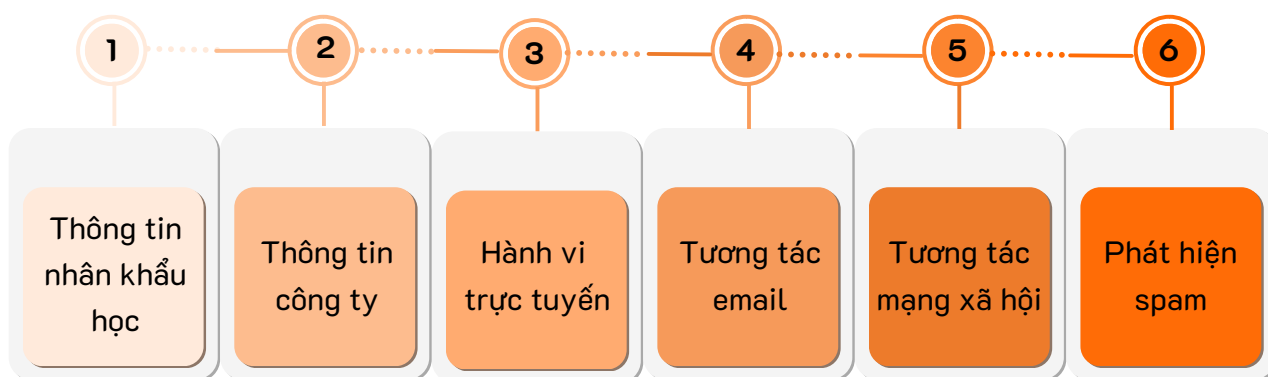 1
2
3
4
5
6
Thông tin
nhân khẩu
học
Thông tin
công ty
Hành vi
trực tuyến
Tương tác
email
Tương tác
mạng xã hội
Phát hiện
spam